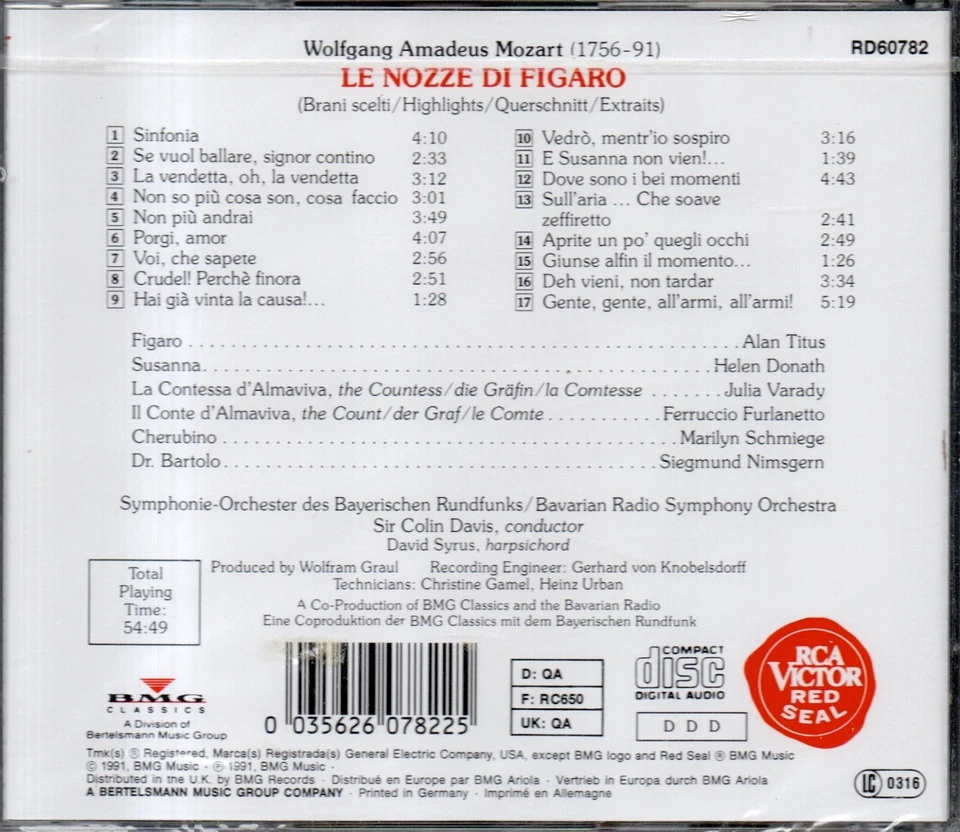 Wolfgang Amadeus Mozart (1756-91)
RD60782
LE NOZZE DI FIGARO
(Brani scelti/Highlights/Querschnitt/Extraits)
1 Sinfonia 4:10
2 Se vuol ballare, signor contino 2:33
3 La vendetta, oh, la vendetta 3:12
4 Non so più cosa son, cosa faccio 3:01
5 Non più andrai 3:49
6 Porgi, amor 4:07
7 Voi, che sapete 2:56
8 Crudel! Perchè finora 2:51
9 Hai già vinta la causa!... 1:28
10 Vedrò, mentr'io sospiro 3:16
11 E Susanna non vien!... 1:39
12 Dove sono i bei momenti 4:43
13 Sull'aria ... Che soave
zeffiretto 2:41
14 Aprite un po' quegli occhi 2:49
15 Giunse alfin il momento... 1:26
16 Deh vieni, non tardar 3:34
17 Gente, gente, all'armi, all'armi! 5:19
Figaro Alan Titus
Susanna Helen Donath
La Contessa d'Almaviva, the Countess/die Gräfin/la Comtesse Julia Varady
Il Conte d'Almaviva, the Count/der Graf/le Comte Ferruccio Furlanetto
Cherubino Marilyn Schmiege
Dr. Bartolo Siegmund Nimsgern
Symphonie-Orchester des Bayerischen Rundfunks/Bavarian Radio Symphony Orchestra
Sir Colin Davis, conductor
David Syrus, harpsichord
Total
Playing
Time:
54:49
Produced by Wolfram Graul Recording Engineer: Gerhard von Knobelsdorff
Technicians: Christine Gamel, Heinz Urban
A Co-Production of BMG Classics and the Bavarian Radio
Eine Coproduktion der BMG Classics mit dem Bayerischen Rundfunk
BMG
CLASSICS
A Division of
Bertelsmann Music Group
0 035626 078225
D: QA
F: RC650
UK: QA
COMPACT
disc
DIGITAL AUDIO
D D D
RCA
VICTOR
RED
SEAL
Tmk(s) ® Registered, Marca(s) Registrada(s) General Electric Company, USA, except BMG logo and Red Seal ® BMG Music
© 1991, BMG Music - ℗ 1991, BMG Music -
Distributed in the U.K. by BMG Records - Distribué en Europe par BMG Ariola - Vertrieb in Europa durch BMG Ariola
A BERTELSMANN MUSIC GROUP COMPANY - Printed in Germany - Imprimé en Allemagne
LC 0316